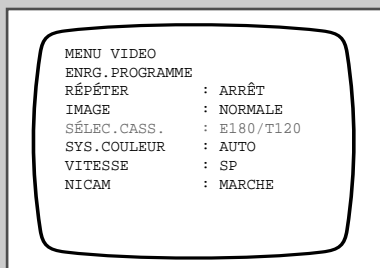 MENU VIDEO
ENRG.PROGRAMME
RÉPÉTER : ARRÊT
IMAGE : NORMALE
SÉLEC.CASS. : E180/T120
SYS.COULEUR : AUTO
VITESSE : SP
NICAM : MARCHE